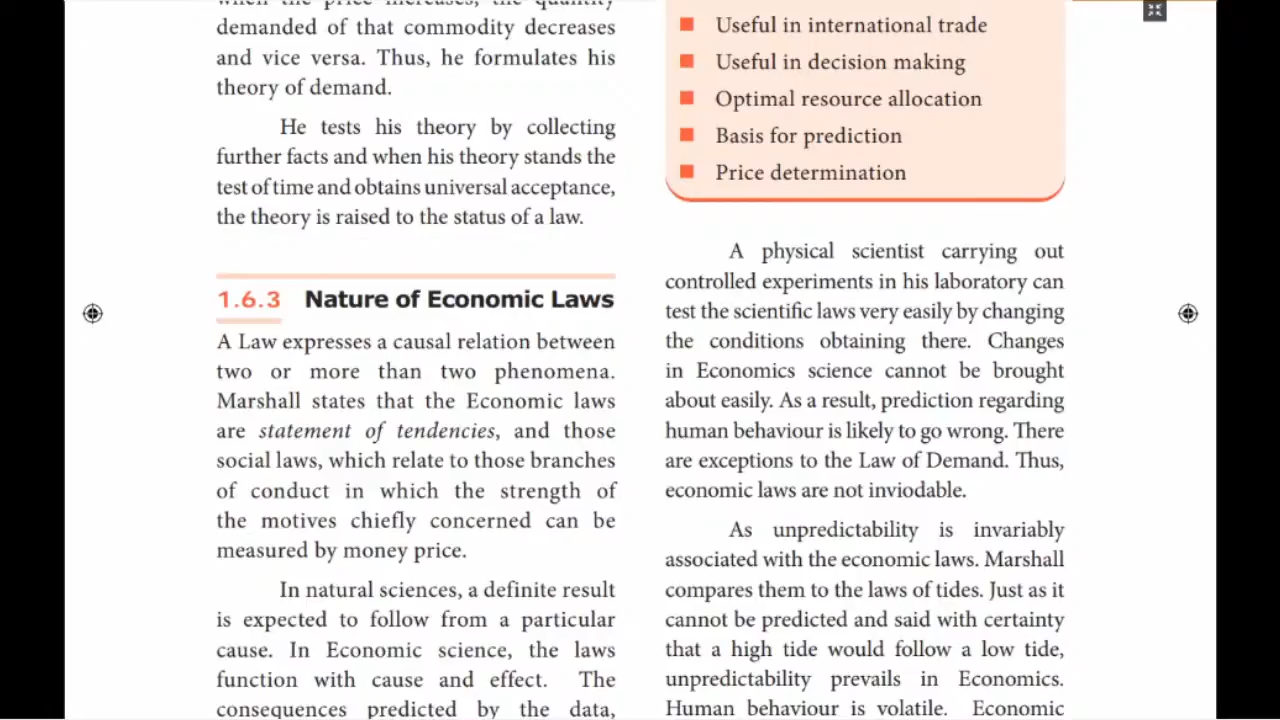 when the price increases, the quantity
demanded of that commodity decreases
and vice versa. Thus, he formulates his
theory of demand.
He tests his theory by collecting
further facts and when his theory stands the
test of time and obtains universal acceptance,
the theory is raised to the status of a law.
1.6.3 Nature of Economic Laws
A Law expresses a causal relation between
two or more than two phenomena.
Marshall states that the Economic laws
are statement of tendencies, and those
social laws, which relate to those branches
of conduct in which the strength of
the motives chiefly concerned can be
measured by money price.
In natural sciences, a definite result
is expected to follow from a particular
cause. In Economic science, the laws
function with cause and effect. The
consequences predicted by the data,
■ Useful in international trade
■ Useful in decision making
■ Optimal resource allocation
■ Basis for prediction
■ Price determination
A physical scientist carrying out
controlled experiments in his laboratory can
test the scientific laws very easily by changing
the conditions obtaining there. Changes
in Economics science cannot be brought
about easily. As a result, prediction regarding
human behaviour is likely to go wrong. There
are exceptions to the Law of Demand. Thus,
economic laws are not inviodable.
As unpredictability is invariably
associated with the economic laws. Marshall
compares them to the laws of tides. Just as it
cannot be predicted and said with certainty
that a high tide would follow a low tide,
unpredictability prevails in Economics.
Human behaviour is volatile. Economic